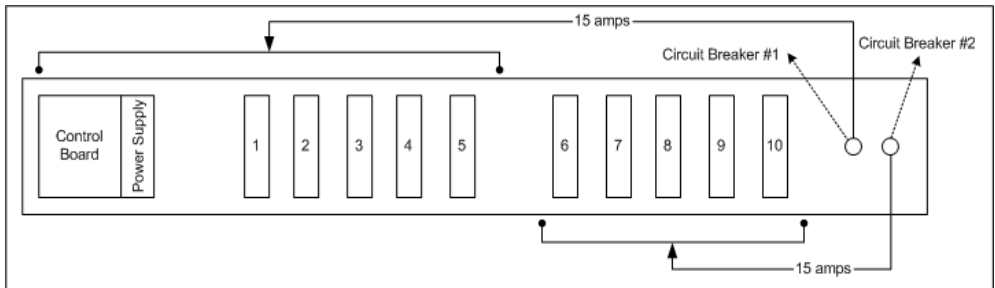 15 amps
Circuit Breaker #1
Circuit Breaker #2
Control
Board
Power Supply
1
2
3
4
5
6
7
8
9
10
15 amps